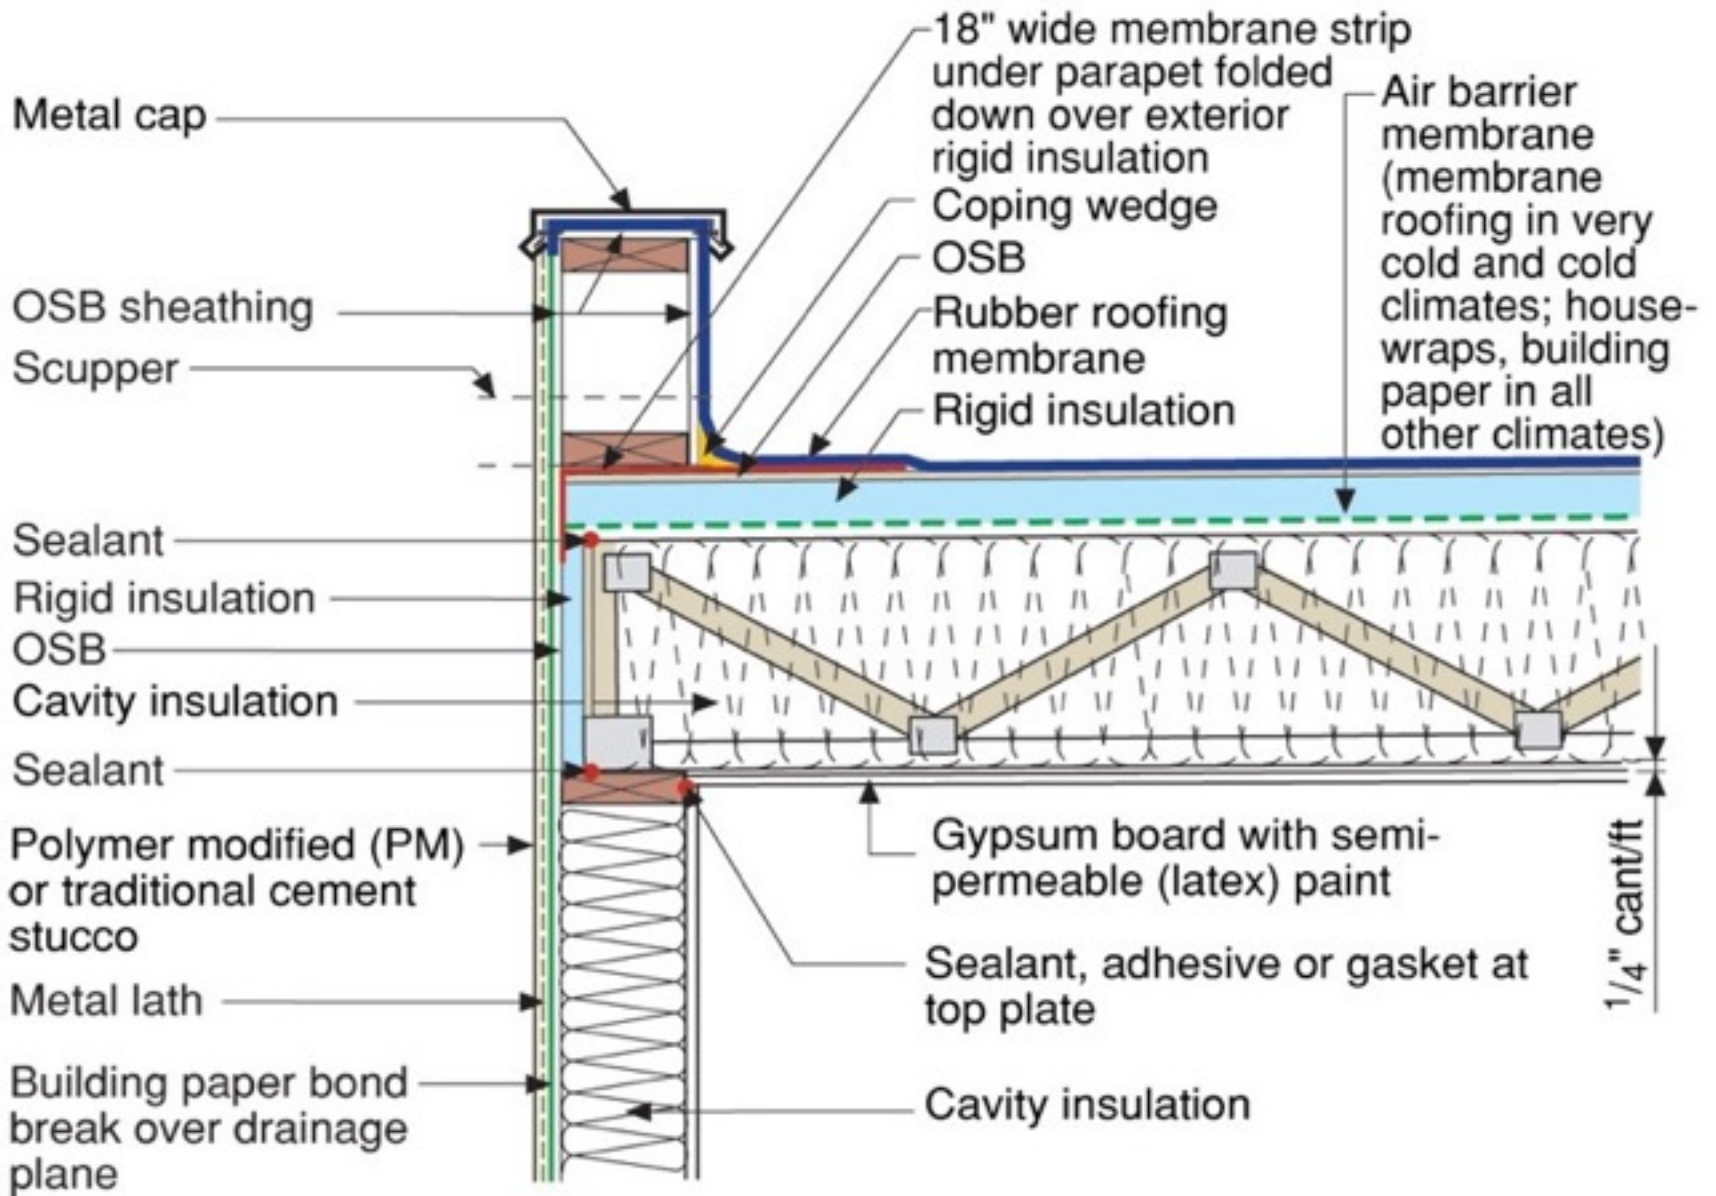 Metal cap
OSB sheathing
Scupper
Sealant
Rigid insulation
OSB
Cavity insulation
Sealant
Polymer modified (PM)
or traditional cement
stucco
Metal lath
Building paper bond
break over drainage
plane
18" wide membrane strip
under parapet folded
down over exterior
rigid insulation
Coping wedge
OSB
Rubber roofing
membrane
Rigid insulation
Air barrier
membrane
(membrane
roofing in very
cold and cold
climates; house-
wraps, building
paper in all
other climates)
Gypsum board with semi-
permeable (latex) paint
Sealant, adhesive or gasket at
top plate
Cavity insulation
1/4" cant/ft